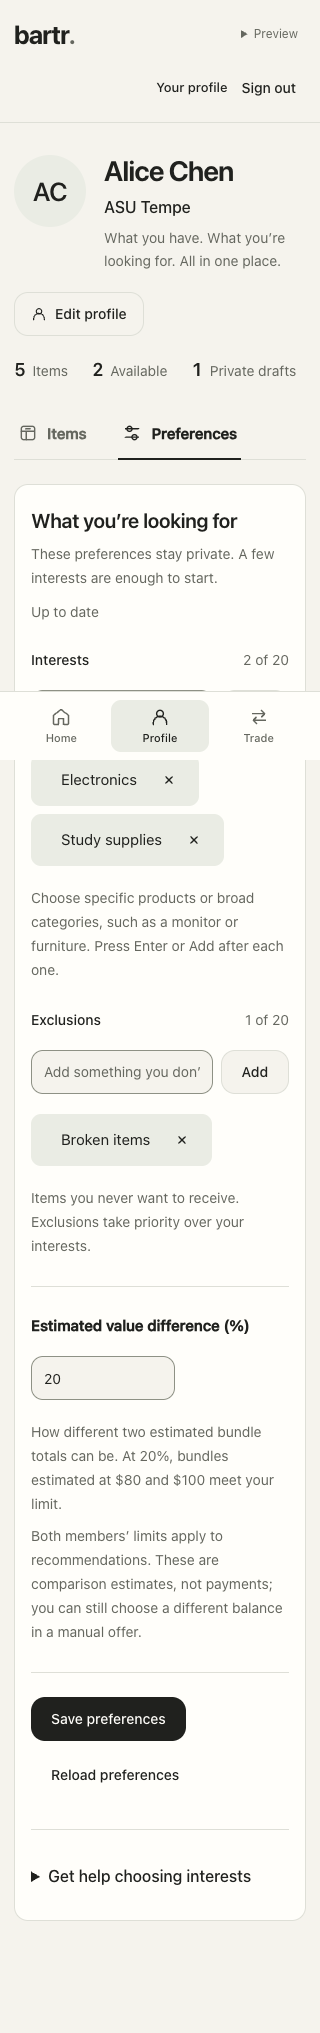 bartr.
Preview
Your profile
Sign out
AC
Alice Chen
ASU Tempe
What you have. What you’re
looking for. All in one place.
Edit profile
5 Items
2 Available
1 Private drafts
Items
Preferences
What you’re looking for
These preferences stay private. A few
interests are enough to start.
Up to date
Interests
2 of 20
Home
Profile
Trade
Electronics ×
Study supplies ×
Choose specific products or broad
categories, such as a monitor or
furniture. Press Enter or Add after each
one.
Exclusions
1 of 20
Add something you don’
Add
Broken items ×
Items you never want to receive.
Exclusions take priority over your
interests.
Estimated value difference (%)
20
How different two estimated bundle
totals can be. At 20%, bundles
estimated at $80 and $100 meet your
limit.
Both members’ limits apply to
recommendations. These are
comparison estimates, not payments;
you can still choose a different balance
in a manual offer.
Save preferences
Reload preferences
Get help choosing interests